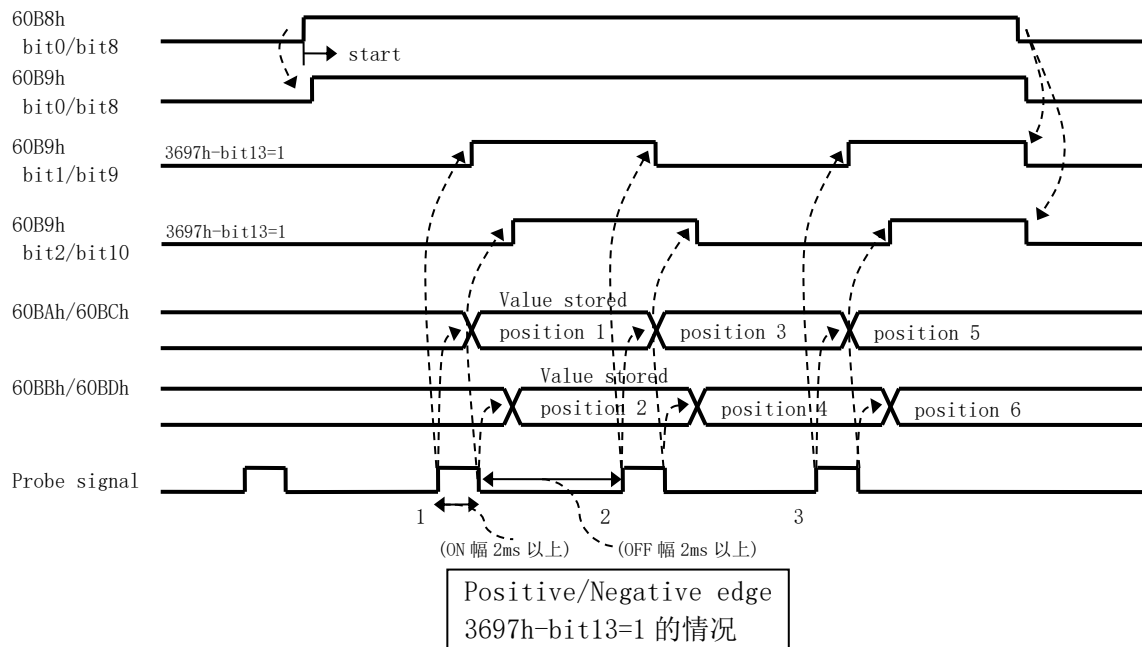 60B8h
bit0/bit8
start
60B9h
bit0/bit8
60B9h
bit1/bit9
3697h-bit13=1
60B9h
bit2/bit10
3697h-bit13=1
60BAh/60BCh
Value stored
position 1
position 3
position 5
60BBh/60BDh
Value stored
position 2
position 4
position 6
Probe signal
1
2
3
(ON 幅 2ms 以上)
(OFF 幅 2ms 以上)
Positive/Negative edge
3697h-bit13=1 的情况